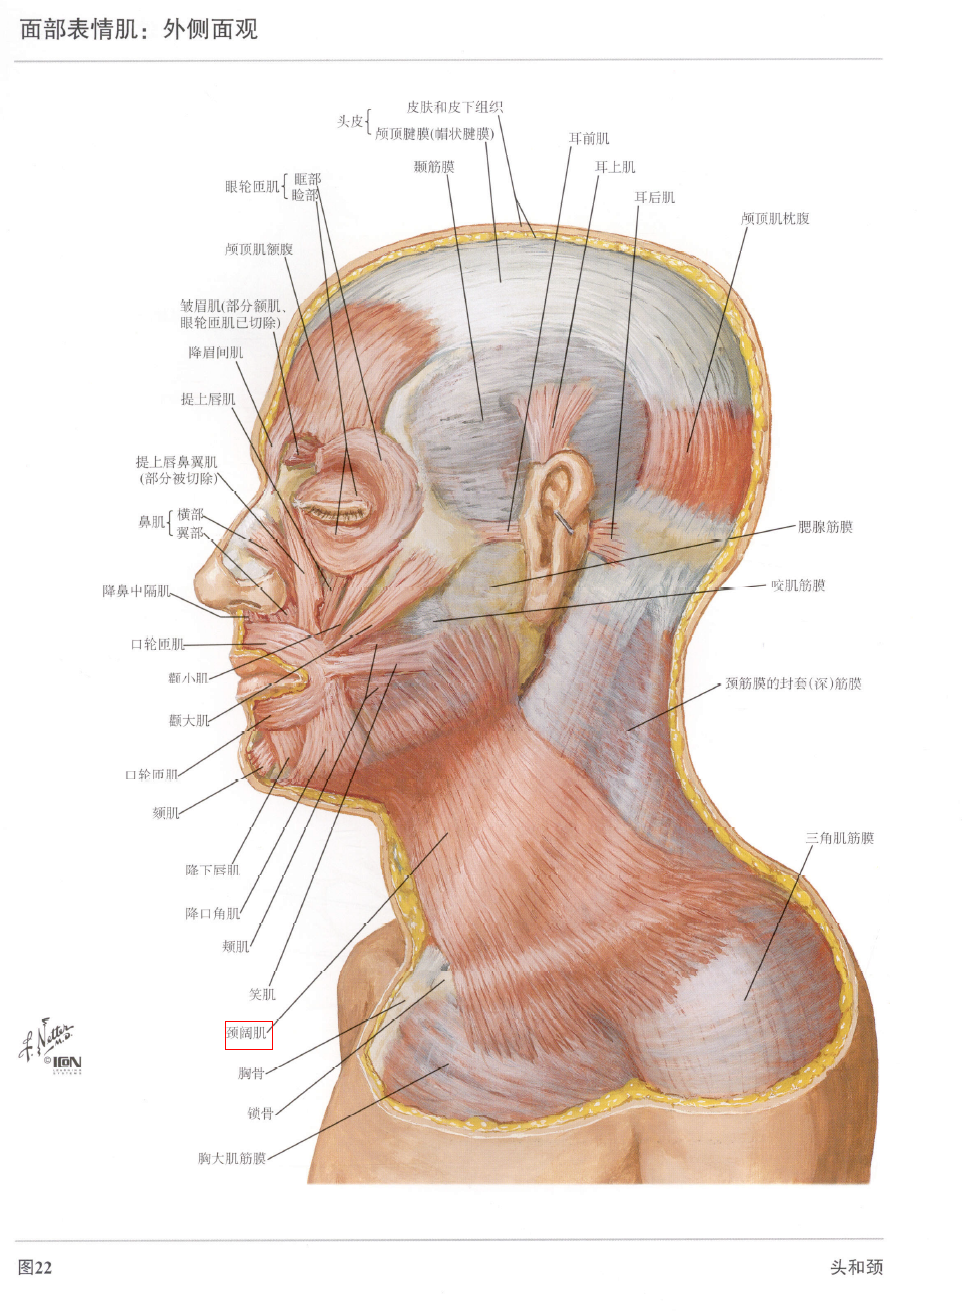 面部表情肌：外侧面观
头皮
皮肤和皮下组织
颅顶腱膜(帽状腱膜)
耳前肌
颞筋膜
耳上肌
眼轮匝肌
眶部
睑部
耳后肌
颅顶肌枕腹
颅顶肌额腹
皱眉肌(部分额肌、
眼轮匝肌已切除)
降眉间肌
提上唇肌
提上唇鼻翼肌
(部分被切除)
鼻肌
横部
翼部
腮腺筋膜
降鼻中隔肌
咬肌筋膜
口轮匝肌
颧小肌
颈筋膜的封套(深)筋膜
颧大肌
口轮匝肌
颏肌
三角肌筋膜
降下唇肌
降口角肌
颊肌
笑肌
颈阔肌
胸骨
锁骨
胸大肌筋膜
F. Netter
M.D.
© ICON
LEARNING
SYSTEMS
图22
头和颈